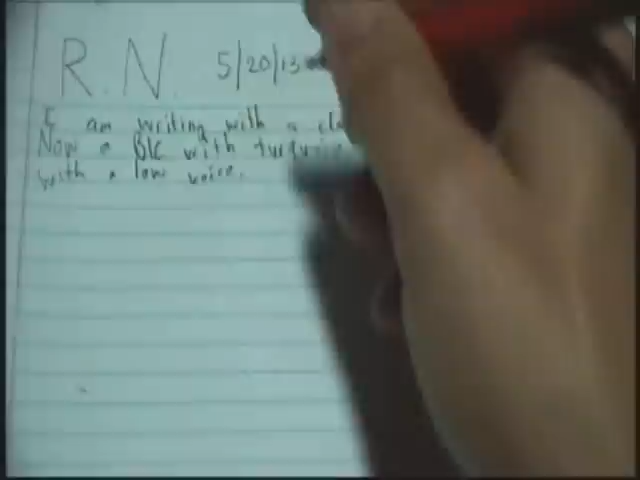 R.N. 5/20/13
I am writing with a
Now a BIC with
with a low voice.